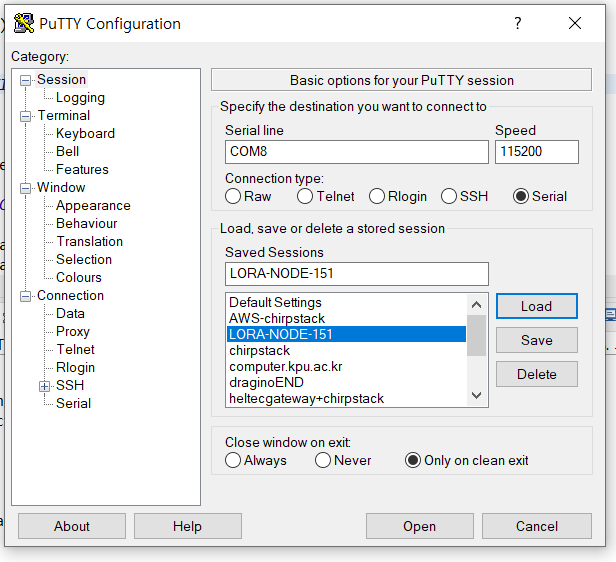 PuTTY Configuration
?
Category:
Session
Logging
Terminal
Keyboard
Bell
Features
Window
Appearance
Behaviour
Translation
Selection
Colours
Connection
Data
Proxy
Telnet
Rlogin
SSH
Serial
Basic options for your PuTTY session
Specify the destination you want to connect to
Serial line Speed
COM8 115200
Connection type:
Raw Telnet Rlogin SSH Serial
Load, save or delete a stored session
Saved Sessions
LORA-NODE-151
Default Settings
AWS-chirpstack
LORA-NODE-151
chirpstack
computer.kpu.ac.kr
draginoEND
heltecgateway+chirpstack
Load
Save
Delete
Close window on exit:
Always Never Only on clean exit
About Help Open Cancel